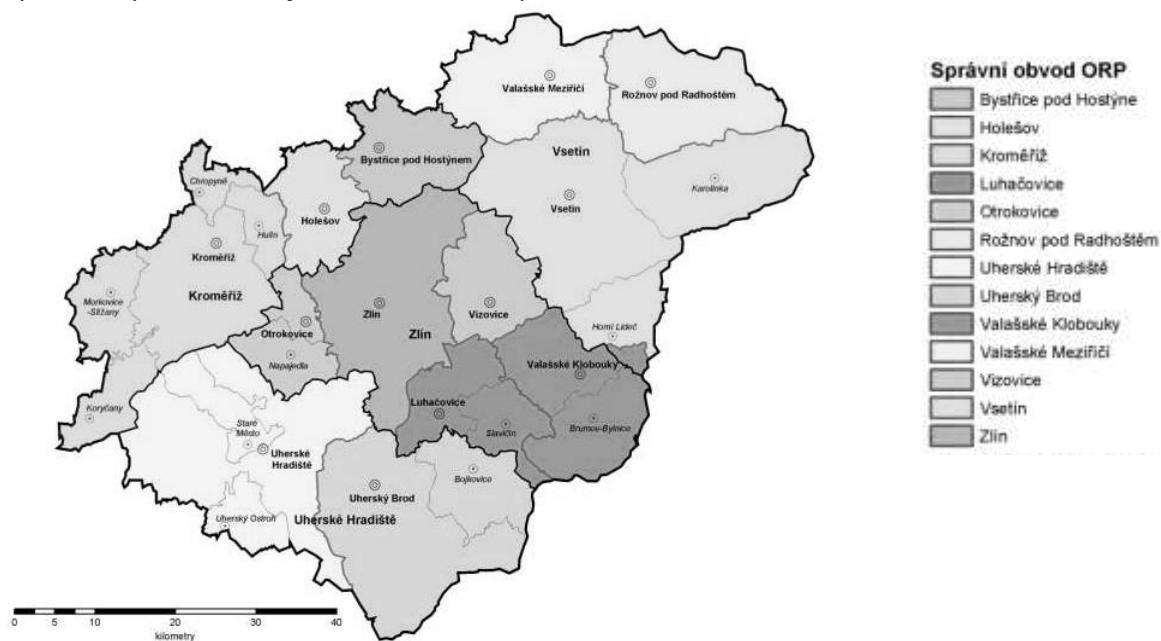 Valašské Meziříčí
Rožnov pod Radhoštěm
Bystřice pod Hostýnem
Vsetín
Vsetín
Karolinka
Chropyně
Holešov
Hulín
Kroměříž
Kroměříž
Morkovice
-Slížany
Zlín
Zlín
Vizovice
Otrokovice
Napajedla
Horní Lideč
Valašské Klobouky
Luhačovice
Slavičín
Brumov-Bylnice
Koryčany
Staré
Město
Uherské
Hradiště
Bojkovice
Uherský Brod
Uherský Ostroh
Uherské Hradiště
0 5 10 20 30 40
kilometry
Správní obvod ORP
Bystřice pod Hostýne
Holešov
Kroměříž
Luhačovice
Otrokovice
Rožnov pod Radhoštěm
Uherské Hradiště
Uherský Brod
Valašské Klobouky
Valašské Meziříčí
Vizovice
Vsetín
Zlín